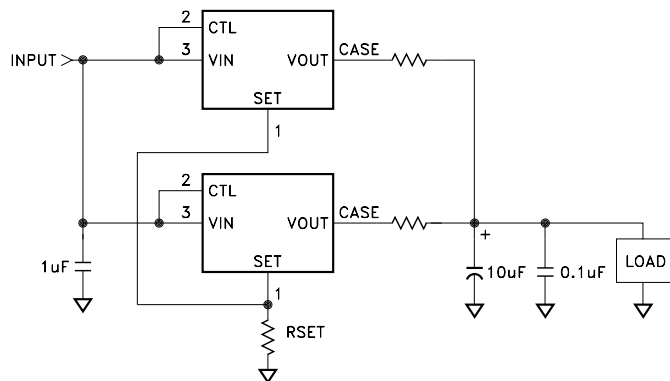 2
CTL
INPUT
3
VIN
VOUT
CASE
SET
1
2
CTL
3
VIN
VOUT
CASE
SET
1
+
1uF
10uF
0.1uF
LOAD
RSET